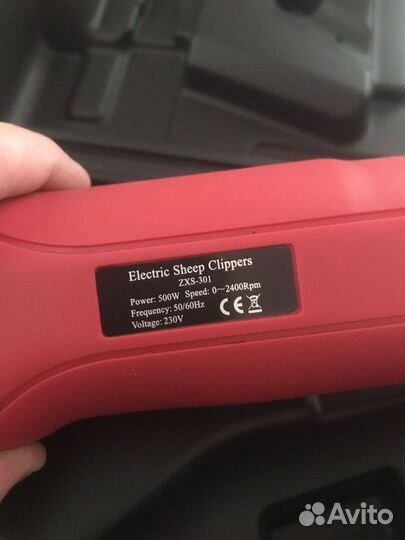 Electric Sheep Clippers
ZXS-301
Power: 500W Speed: 0~2400Rpm
Frequency: 50/60Hz
Voltage: 230V
CE
Avito